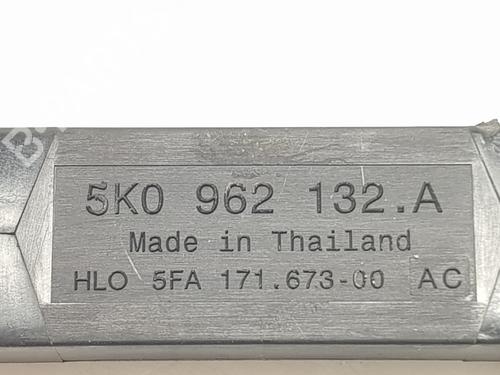 5K0 962 132.A
Made in Thailand
HLO 5FA 171.673-00 AC